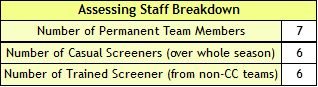 Assessing Staff Breakdown
Number of Permanent Team Members 7
Number of Casual Screeners (over whole season) 6
Number of Trained Screener (from non-CC teams) 6